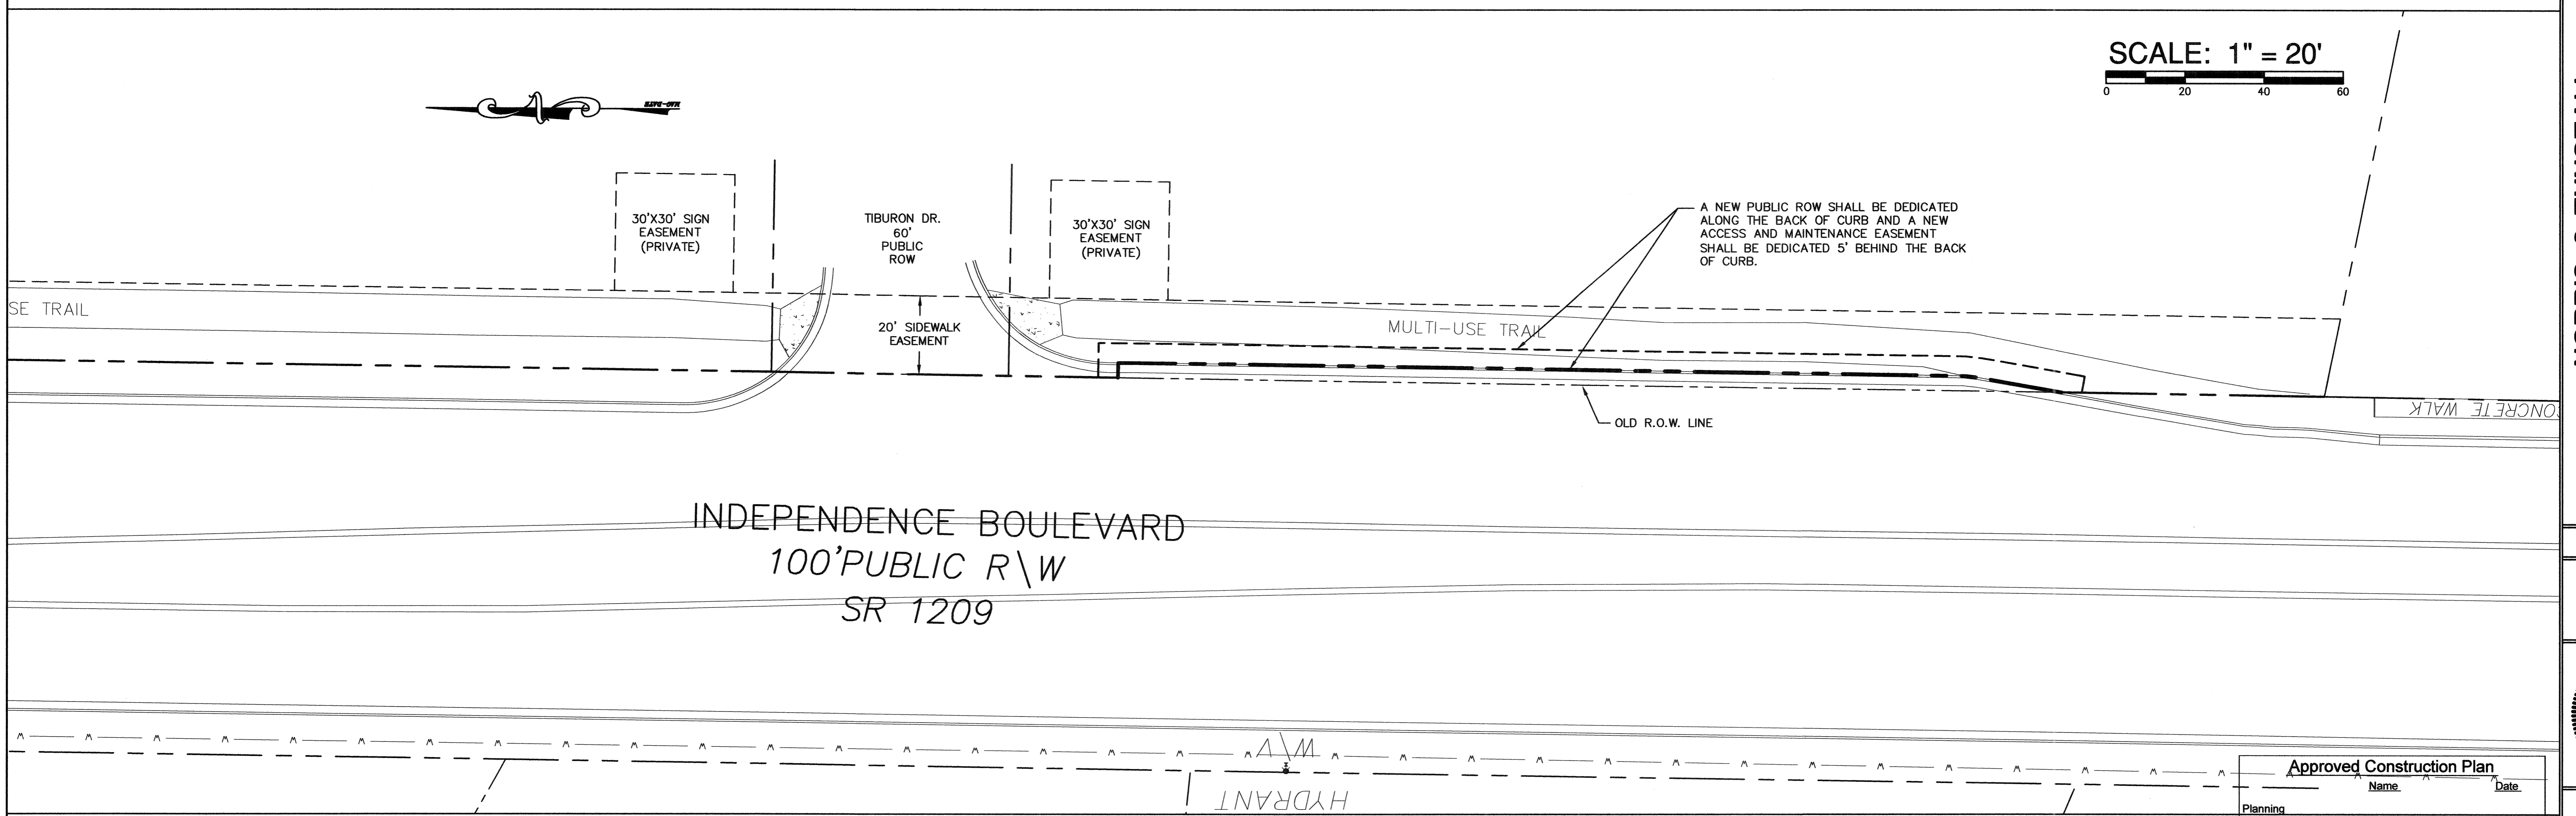 SCALE: 1" = 20'
0 20 40 60
N
30'X30' SIGN
EASEMENT
(PRIVATE)
TIBURON DR.
60'
PUBLIC
ROW
30'X30' SIGN
EASEMENT
(PRIVATE)
A NEW PUBLIC ROW SHALL BE DEDICATED
ALONG THE BACK OF CURB AND A NEW
ACCESS AND MAINTENANCE EASEMENT
SHALL BE DEDICATED 5' BEHIND THE BACK
OF CURB.
SE TRAIL
20' SIDEWALK
EASEMENT
MULTI-USE TRAIL
OLD R.O.W. LINE
ONCRETE WALK
INDEPENDENCE BOULEVARD
100'PUBLIC R\W
SR 1209
W\V
HYDRANT
Approved Construction Plan
Name Date
Planning